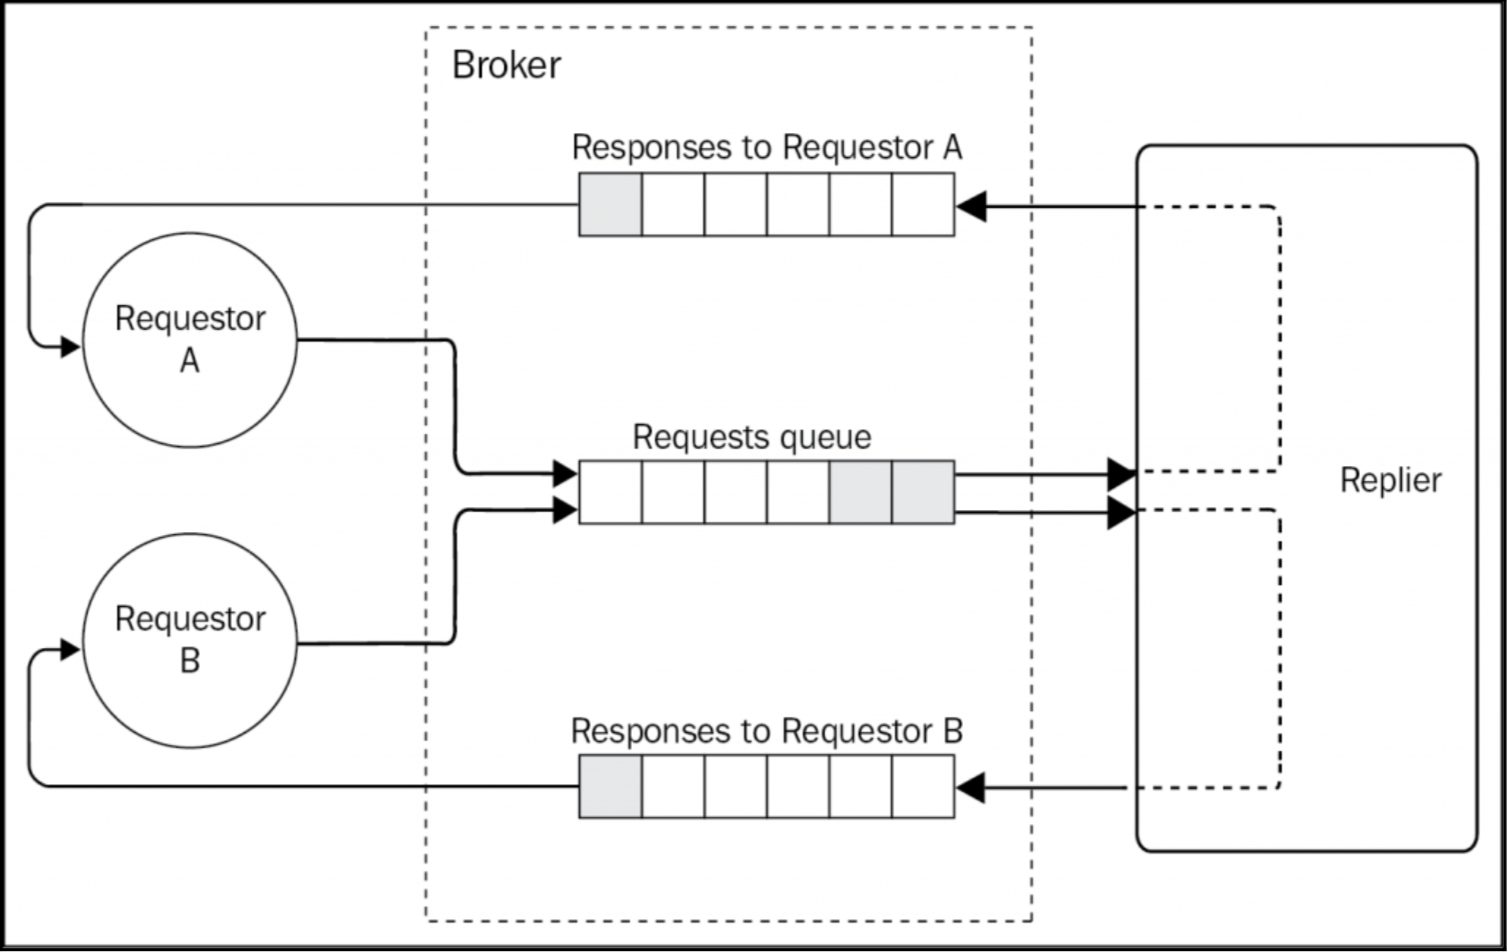 Broker
Responses to Requestor A
Requestor
A
Requests queue
Replier
Requestor
B
Responses to Requestor B